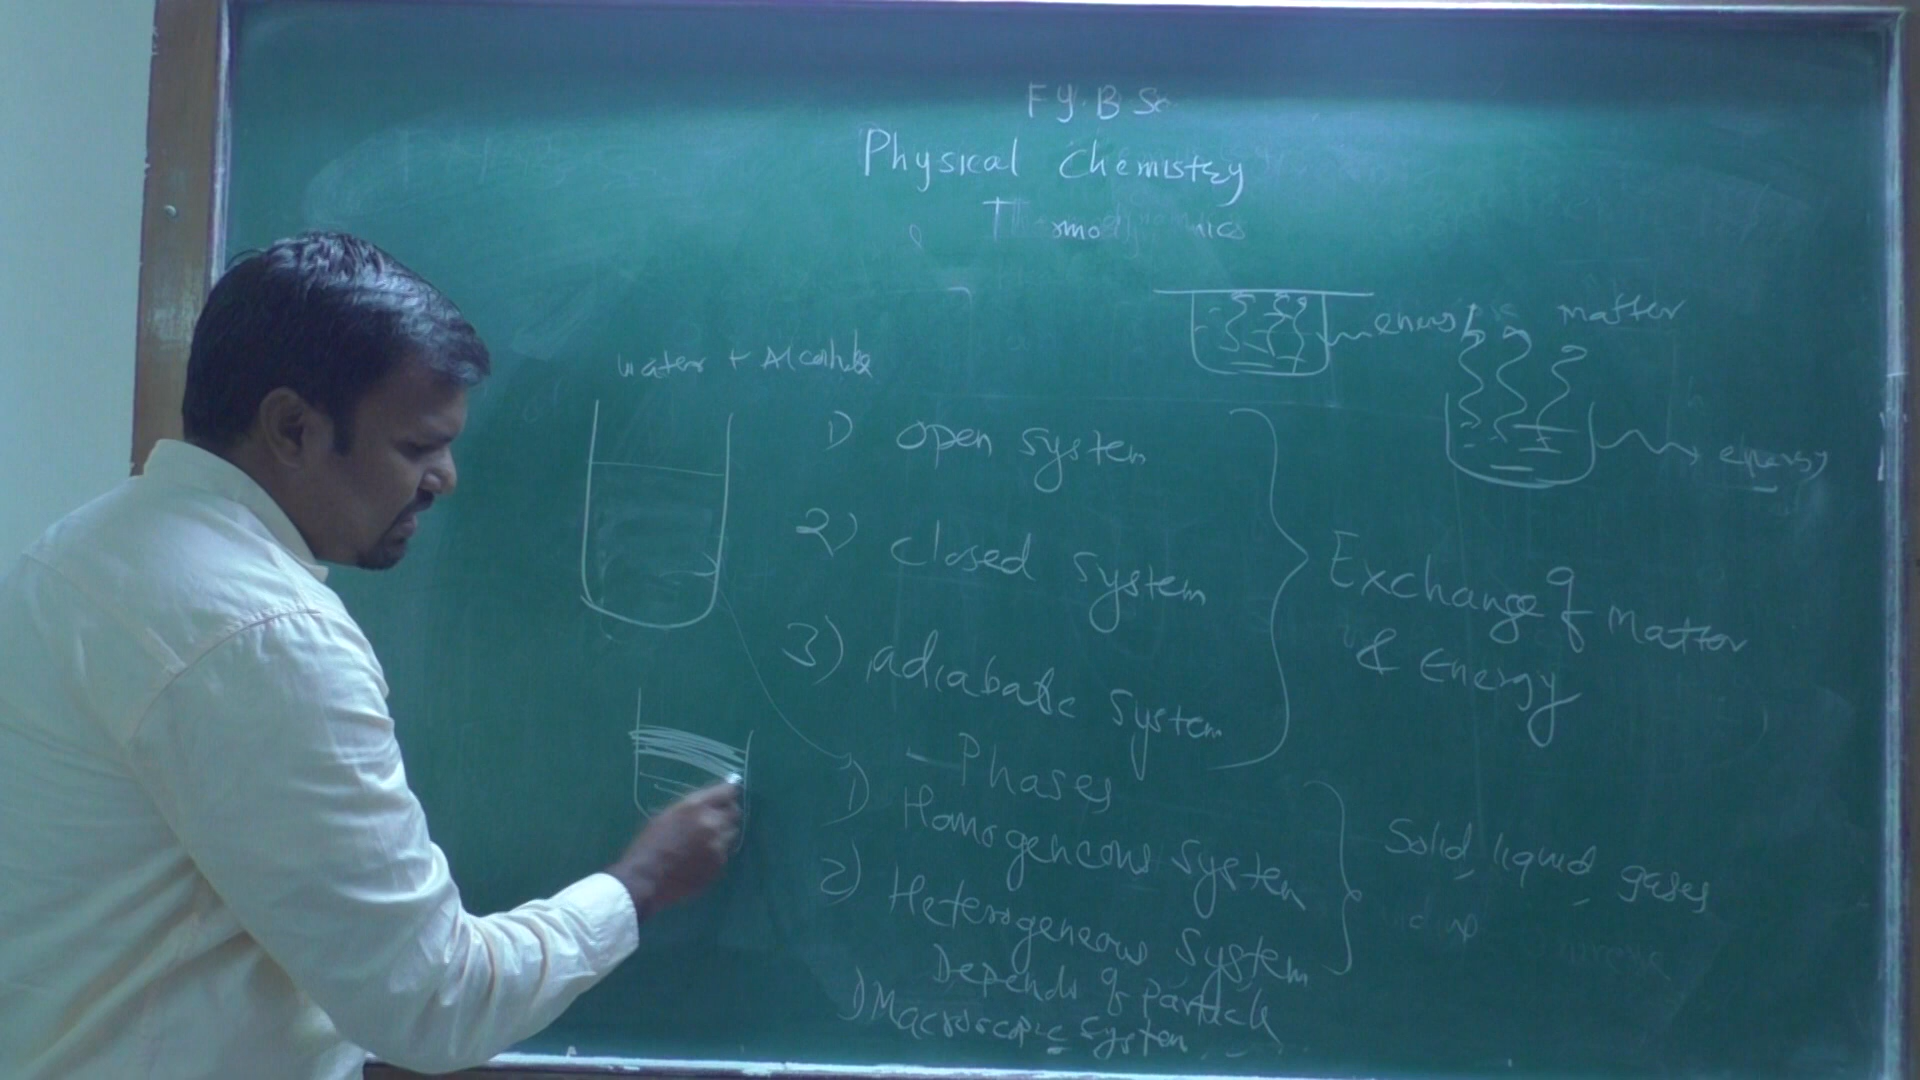 F.Y.B Sc
Physical Chemistry
Thermodynamics
energy
matter
water +
energy
1) open system
2) closed system
3) adiabatic system
Exchange of matter
& Energy
- Phases
1) Homogeneous system
2) Heterogeneous system
Solid liquid gases
Depends of particle
1) Macroscopic system